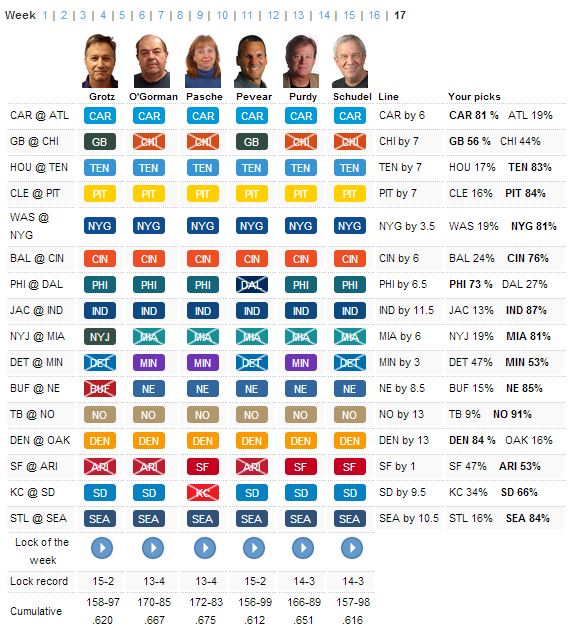 Week 1 | 2 | 3 | 4 | 5 | 6 | 7 | 8 | 9 | 10 | 11 | 12 | 13 | 14 | 15 | 16 | 17
Grotz O'Gorman Pasche Pevear Purdy Schudel Line Your picks
CAR @ ATL CAR CAR CAR CAR CAR CAR CAR by 6 CAR 81 % ATL 19%
GB @ CHI GB CHI CHI GB CHI CHI CHI by 7 GB 56 % CHI 44%
HOU @ TEN TEN TEN TEN TEN TEN TEN TEN by 7 HOU 17% TEN 83%
CLE @ PIT PIT PIT PIT PIT PIT PIT PIT by 7 CLE 16% PIT 84%
WAS @
NYG NYG NYG NYG NYG NYG NYG NYG by 3.5 WAS 19% NYG 81%
BAL @ CIN CIN CIN CIN CIN CIN CIN CIN by 6 BAL 24% CIN 76%
PHI @ DAL PHI PHI PHI DAL PHI PHI PHI by 6.5 PHI 73 % DAL 27%
JAC @ IND IND IND IND IND IND IND IND by 11.5 JAC 13% IND 87%
NYJ @ MIA NYJ MIA MIA MIA MIA MIA MIA by 6 NYJ 19% MIA 81%
DET @ MIN DET MIN MIN DET MIN DET MIN by 3 DET 47% MIN 53%
BUF @ NE BUF NE NE NE NE NE NE by 8.5 BUF 15% NE 85%
TB @ NO NO NO NO NO NO NO NO by 13 TB 9% NO 91%
DEN @ OAK DEN DEN DEN DEN DEN DEN DEN by 13 DEN 84 % OAK 16%
SF @ ARI ARI ARI SF ARI SF SF SF by 1 SF 47% ARI 53%
KC @ SD SD SD KC SD SD SD SD by 9.5 KC 34% SD 66%
STL @ SEA SEA SEA SEA SEA SEA SEA SEA by 10.5 STL 16% SEA 84%
Lock of the
week
Lock record 15-2 13-4 13-4 15-2 14-3 14-3
Cumulative 158-97 170-85 172-83 156-99 166-89 157-98
.620 .667 .675 .612 .651 .616